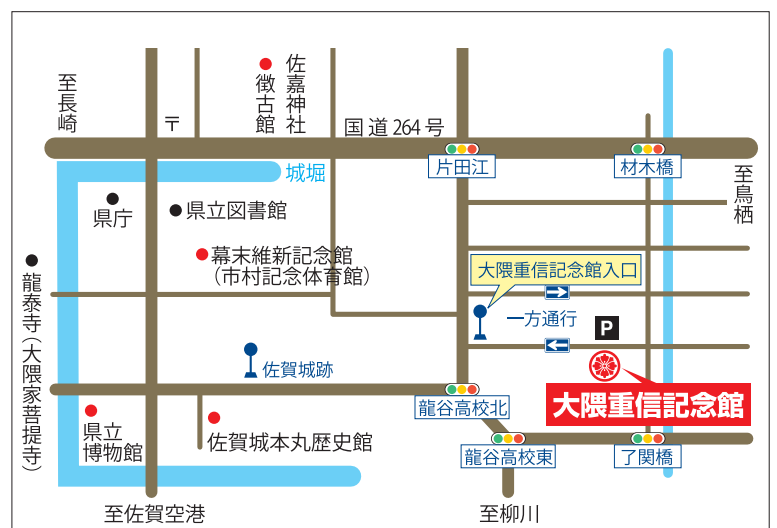 至長崎
〒
徴古館
佐嘉神社
国道264号
片田江
材木橋
至鳥栖
城堀
県庁
県立図書館
幕末維新記念館
(市村記念体育館)
龍泰寺(大隈家菩提寺)
大隈重信記念館入口
一方通行
P
佐賀城跡
大隈重信記念館
龍谷高校北
県立
博物館
佐賀城本丸歴史館
龍谷高校東
了関橋
至佐賀空港
至柳川